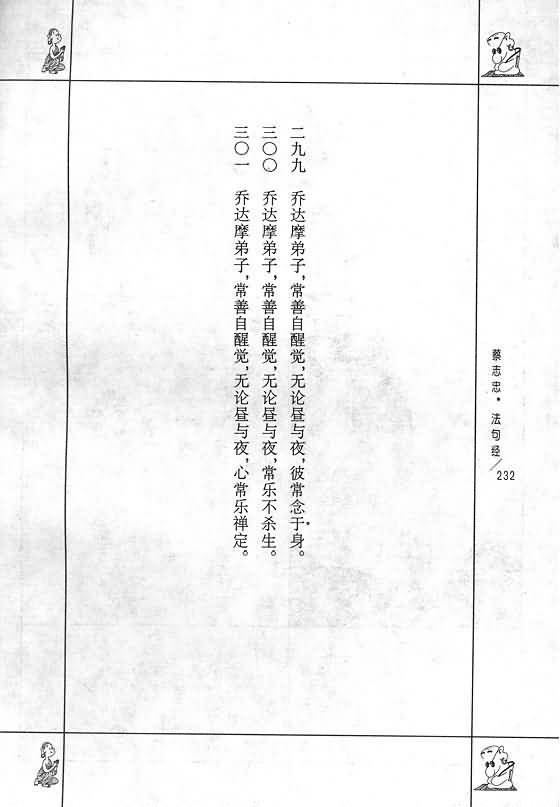 二九九 乔达摩弟子，常善自醒觉，无论昼与夜，彼常念于身。
三〇〇 乔达摩弟子，常善自醒觉，无论昼与夜，常乐不杀生。
三〇一 乔达摩弟子，常善自醒觉，无论昼与夜，心常乐禅定。
蔡志忠·法句经/232